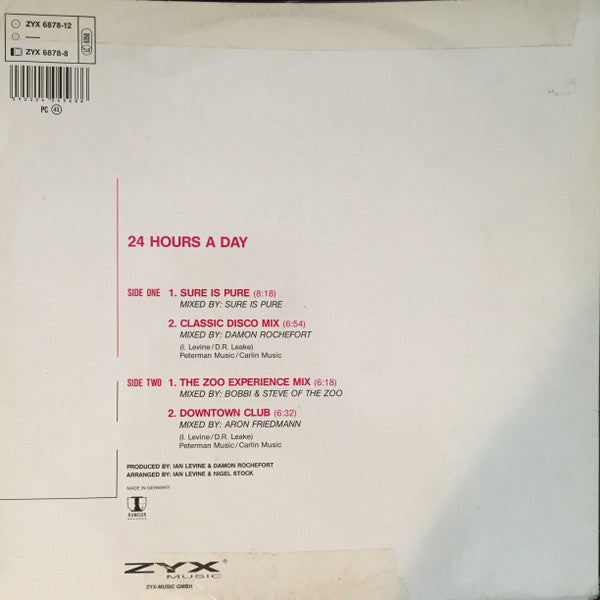 ZYX 6878-12
ZYX 6878-8
PC 43
24 HOURS A DAY
SIDE ONE 1. SURE IS PURE (8:18)
MIXED BY: SURE IS PURE
2. CLASSIC DISCO MIX (6:54)
MIXED BY: DAMON ROCHEFORT
(I. Levine/D.R. Leake)
Peterman Music/Carlin Music
SIDE TWO 1. THE ZOO EXPERIENCE MIX (6:18)
MIXED BY: BOBBI & STEVE OF THE ZOO
2. DOWNTOWN CLUB (6:32)
MIXED BY: ARON FRIEDMANN
(I. Levine/D.R. Leake)
Peterman Music/Carlin Music
PRODUCED BY: IAN LEVINE & DAMON ROCHEFORT
ARRANGED BY: IAN LEVINE & NIGEL STOCK
MADE IN GERMANY
RUMOUR
RECORDS
ZYX®
MUSIC
ZYX-MUSIC GMBH